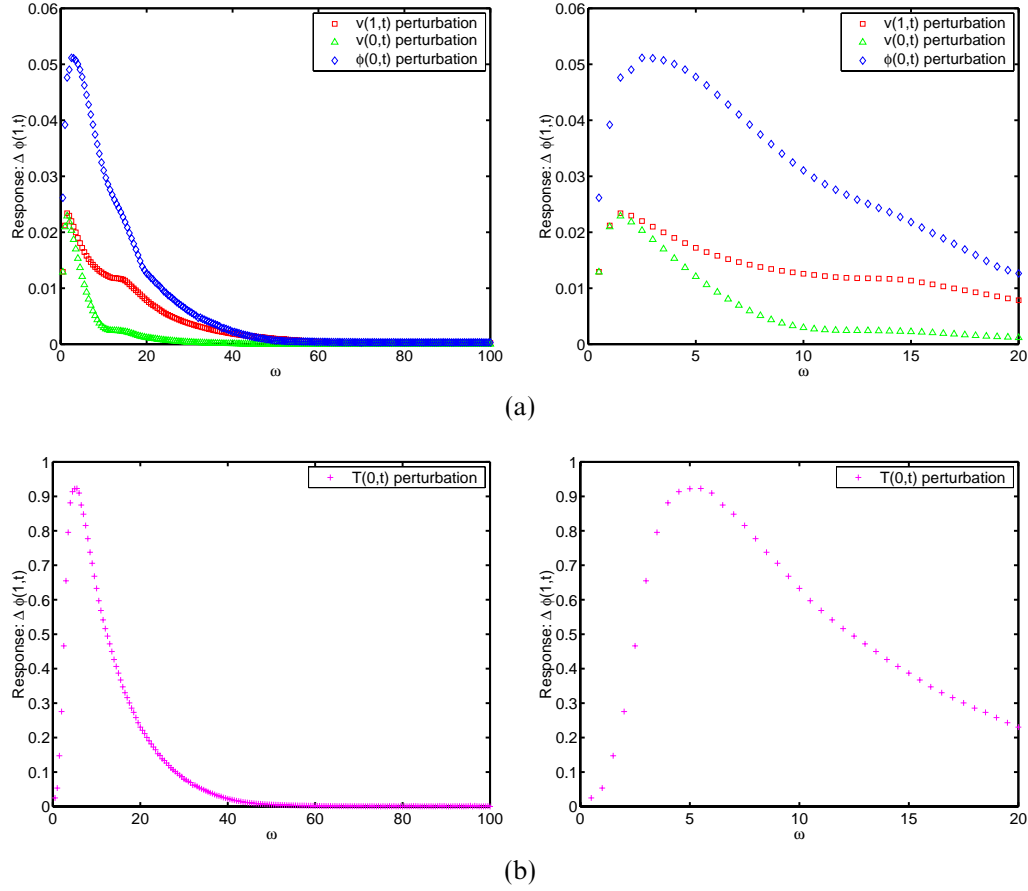 0.06
0.05
0.04
0.03
0.02
0.01
0
0 20 40 60 80 100
Response: Δ ϕ(1,t)
ω
v(1,t) perturbation
v(0,t) perturbation
ϕ(0,t) perturbation
0.06
0.05
0.04
0.03
0.02
0.01
0
0 5 10 15 20
Response: Δ ϕ(1,t)
ω
v(1,t) perturbation
v(0,t) perturbation
ϕ(0,t) perturbation
(a)
1
0.9
0.8
0.7
0.6
0.5
0.4
0.3
0.2
0.1
0
0 20 40 60 80 100
Response: Δ ϕ(1,t)
ω
T(0,t) perturbation
1
0.9
0.8
0.7
0.6
0.5
0.4
0.3
0.2
0.1
0
0 5 10 15 20
Response: Δ ϕ(1,t)
ω
T(0,t) perturbation
(b)